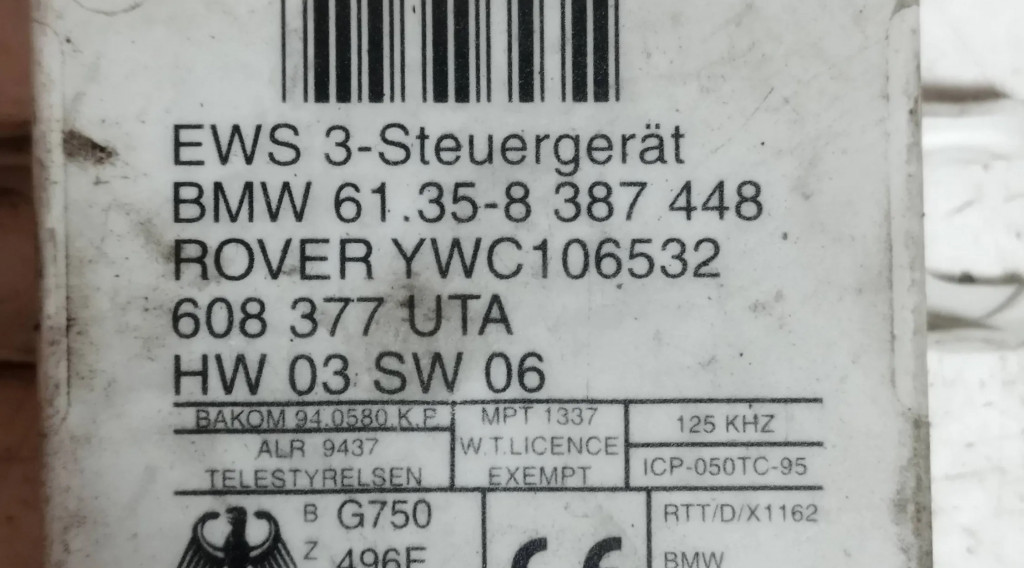 EWS 3-Steuergerät
BMW 61.35-8 387 448
ROVER YWC106532
608 377 UTA
HW 03 SW 06
BAKOM 94.0580.K.P
ALR 9437
TELESTYRELSEN
MPT 1337
W.T.LICENCE
EXEMPT
125 KHZ
ICP-050TC-95
B G750
Z 496E
CE
RTT/D/X1162
BMW